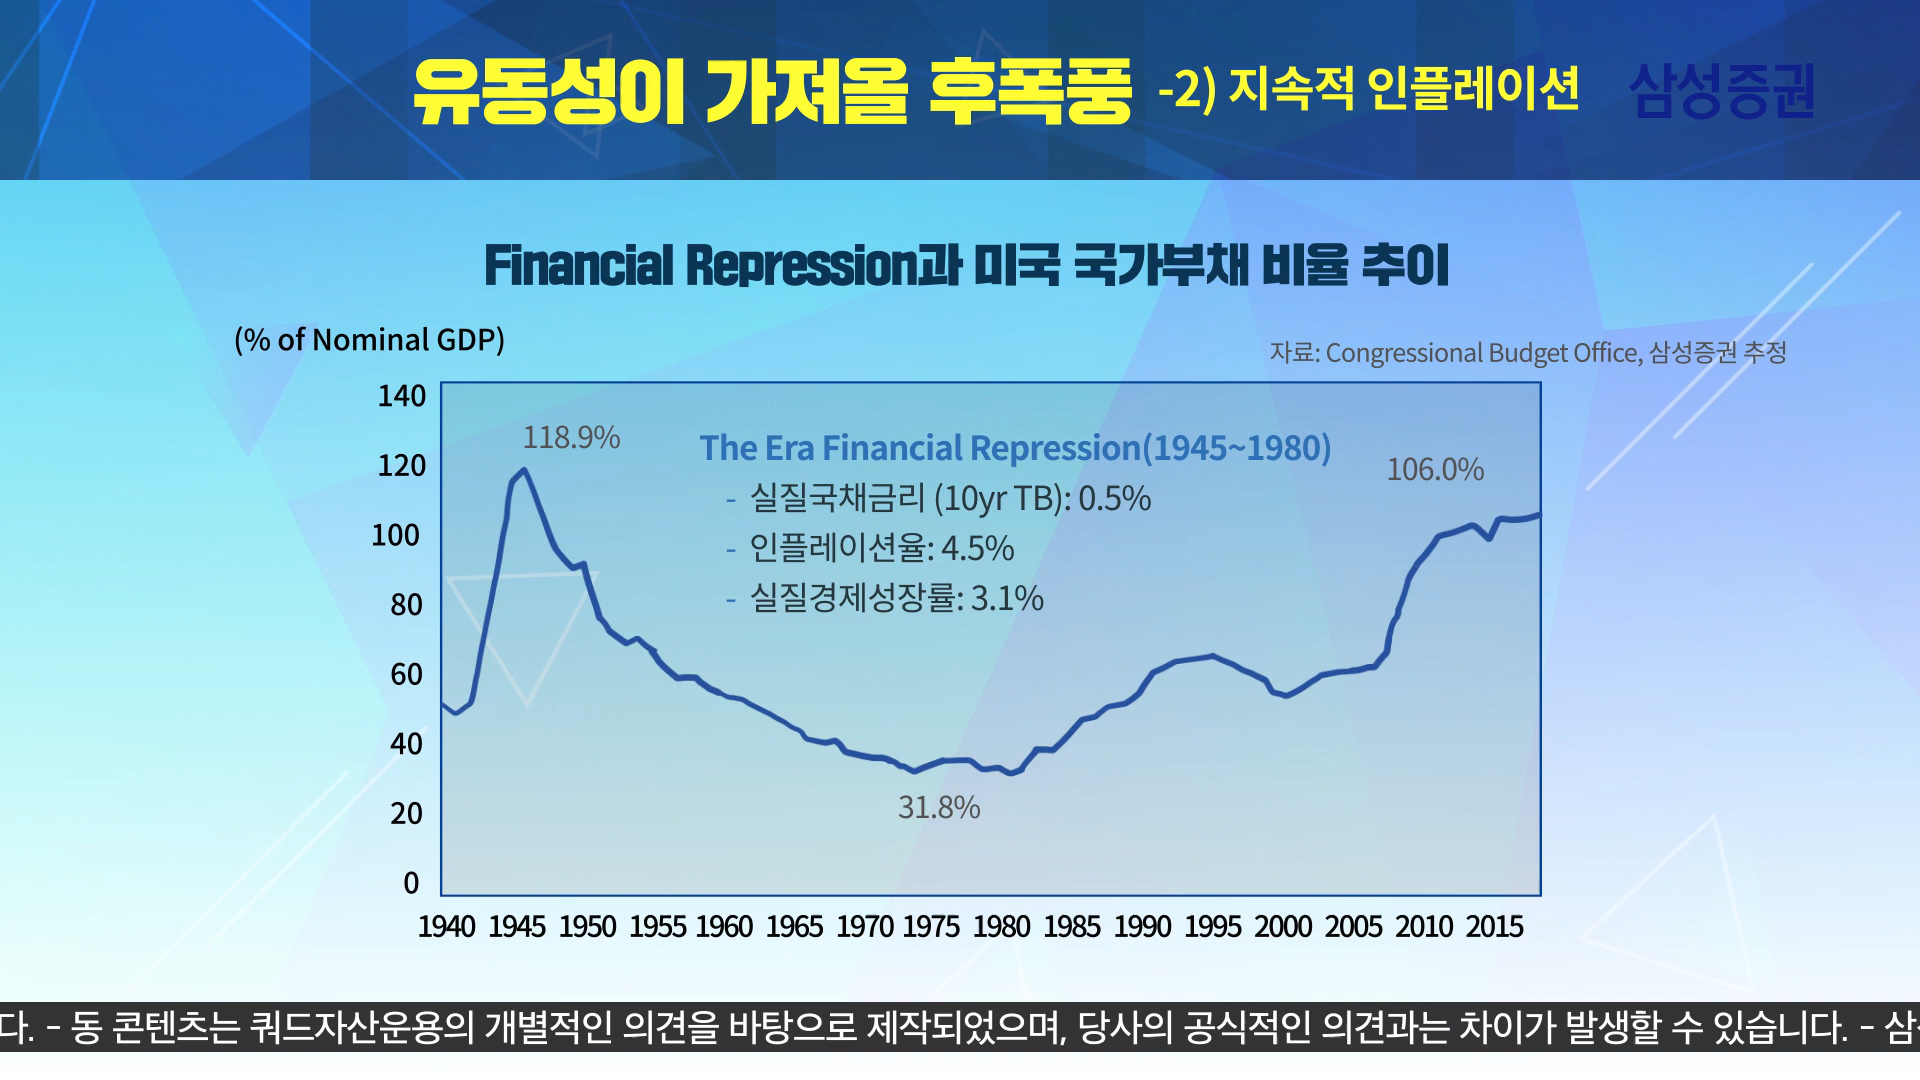 유동성이 가져올 후폭풍 -2) 지속적 인플레이션 삼성증권
Financial Repression과 미국 국가부채 비율 추이
(% of Nominal GDP)
자료: Congressional Budget Office, 삼성증권 추정
140
120
100
80
60
40
20
0
118.9%
The Era Financial Repression(1945~1980)
- 실질국채금리 (10yr TB): 0.5%
- 인플레이션율: 4.5%
- 실질경제성장률: 3.1%
106.0%
31.8%
1940 1945 1950 1955 1960 1965 1970 1975 1980 1985 1990 1995 2000 2005 2010 2015
다. - 동 콘텐츠는 쿼드자산운용의 개별적인 의견을 바탕으로 제작되었으며, 당사의 공식적인 의견과는 차이가 발생할 수 있습니다. - 삼